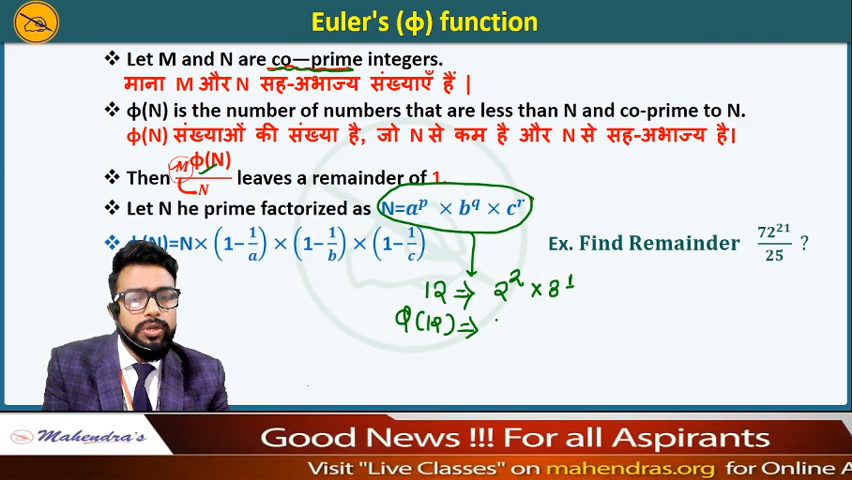 Euler's (ϕ) function
❖ Let M and N are co—prime integers.
माना M और N सह-अभाज्य संख्याएँ हैं |
❖ ϕ(N) is the number of numbers that are less than N and co-prime to N.
ϕ(N) संख्याओं की संख्या है, जो N से कम है और N से सह-अभाज्य है।
❖ Then M^ϕ(N)/N leaves a remainder of 1.
❖ Let N he prime factorized as N=a^p × b^q × c^r
❖ ϕ(N)=N× (1−1/a) × (1−1/b) × (1−1/c)
Ex. Find Remainder 72^21/25 ?
12 ⇒ 2^2 × 3^1
ϕ(12) ⇒
Mahendra's
Good News !!! For all Aspirants
Visit "Live Classes" on mahendras.org for Online A